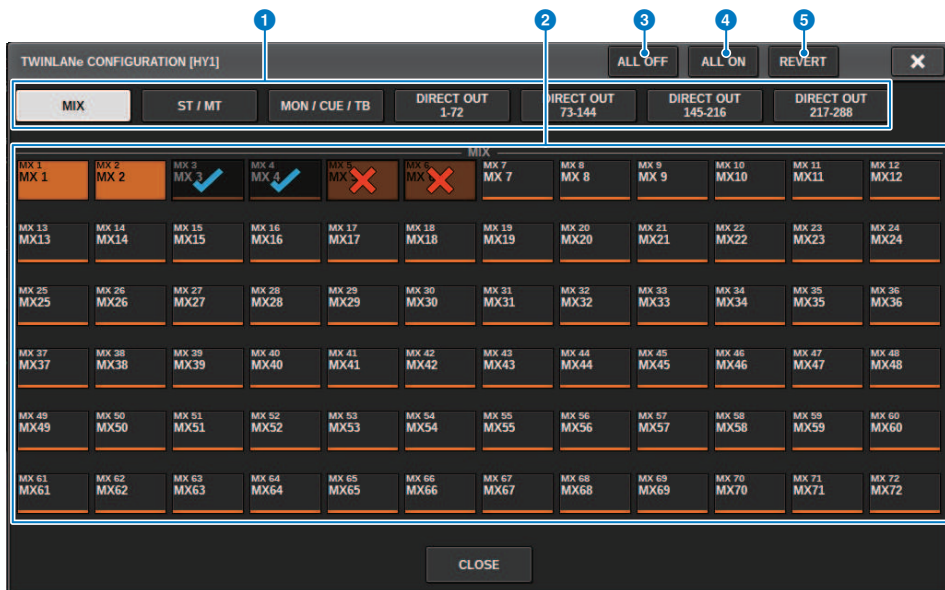 1 2 3 4 5
TWINLANe CONFIGURATION [HY1] ALL OFF ALL ON REVERT
MIX ST / MT MON / CUE / TB DIRECT OUT 1-72 DIRECT OUT 73-144 DIRECT OUT 145-216 DIRECT OUT 217-288
MIX
MX 1 MX 2 MX 3 MX 4 MX 5 MX 6 MX 7 MX 8 MX 9 MX 10 MX 11 MX 12
MX 1 MX 2 MX 3 MX 4 MX MX MX 7 MX 8 MX 9 MX10 MX11 MX12
MX 13 MX 14 MX 15 MX 16 MX 17 MX 18 MX 19 MX 20 MX 21 MX 22 MX 23 MX 24
MX13 MX14 MX15 MX16 MX17 MX18 MX19 MX20 MX21 MX22 MX23 MX24
MX 25 MX 26 MX 27 MX 28 MX 29 MX 30 MX 31 MX 32 MX 33 MX 34 MX 35 MX 36
MX25 MX26 MX27 MX28 MX29 MX30 MX31 MX32 MX33 MX34 MX35 MX36
MX 37 MX 38 MX 39 MX 40 MX 41 MX 42 MX 43 MX 44 MX 45 MX 46 MX 47 MX 48
MX37 MX38 MX39 MX40 MX41 MX42 MX43 MX44 MX45 MX46 MX47 MX48
MX 49 MX 50 MX 51 MX 52 MX 53 MX 54 MX 55 MX 56 MX 57 MX 58 MX 59 MX 60
MX49 MX50 MX51 MX52 MX53 MX54 MX55 MX56 MX57 MX58 MX59 MX60
MX 61 MX 62 MX 63 MX 64 MX 65 MX 66 MX 67 MX 68 MX 69 MX 70 MX 71 MX 72
MX61 MX62 MX63 MX64 MX65 MX66 MX67 MX68 MX69 MX70 MX71 MX72
CLOSE